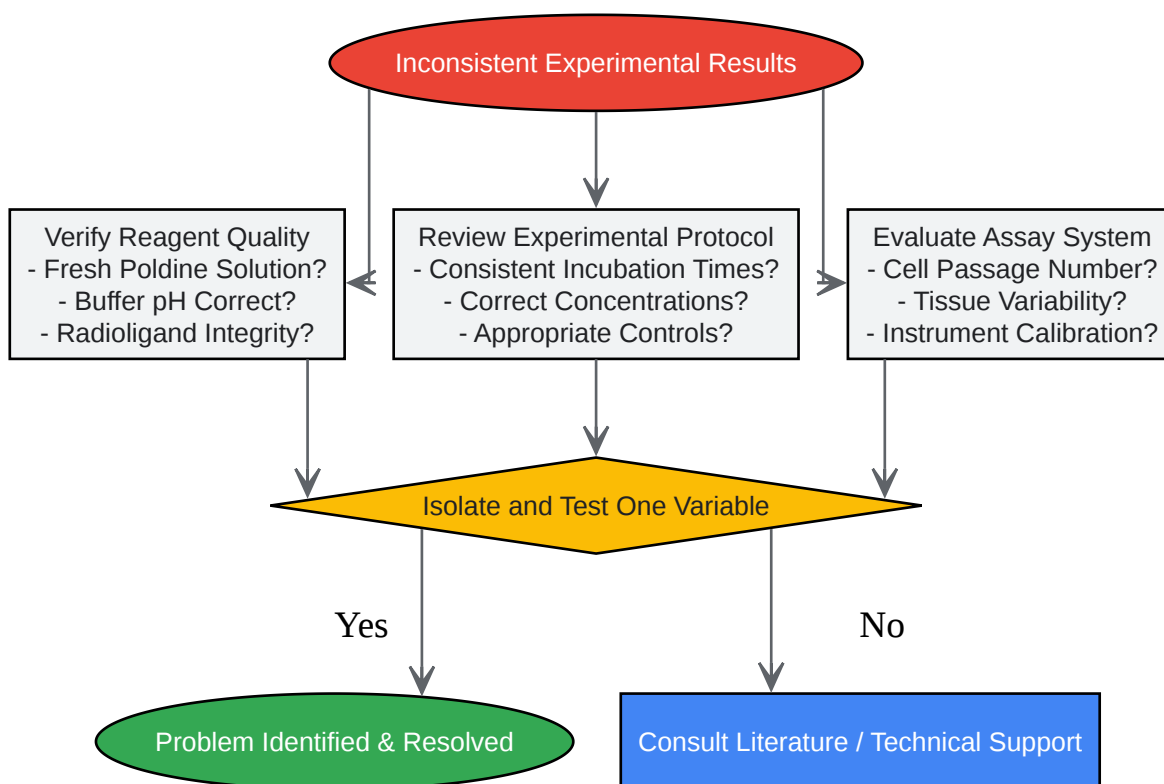 Inconsistent Experimental Results
Verify Reagent Quality
- Fresh Poldine Solution?
- Buffer pH Correct?
- Radioligand Integrity?
Review Experimental Protocol
- Consistent Incubation Times?
- Correct Concentrations?
- Appropriate Controls?
Evaluate Assay System
- Cell Passage Number?
- Tissue Variability?
- Instrument Calibration?
Isolate and Test One Variable
Yes
No
Problem Identified & Resolved
Consult Literature / Technical Support